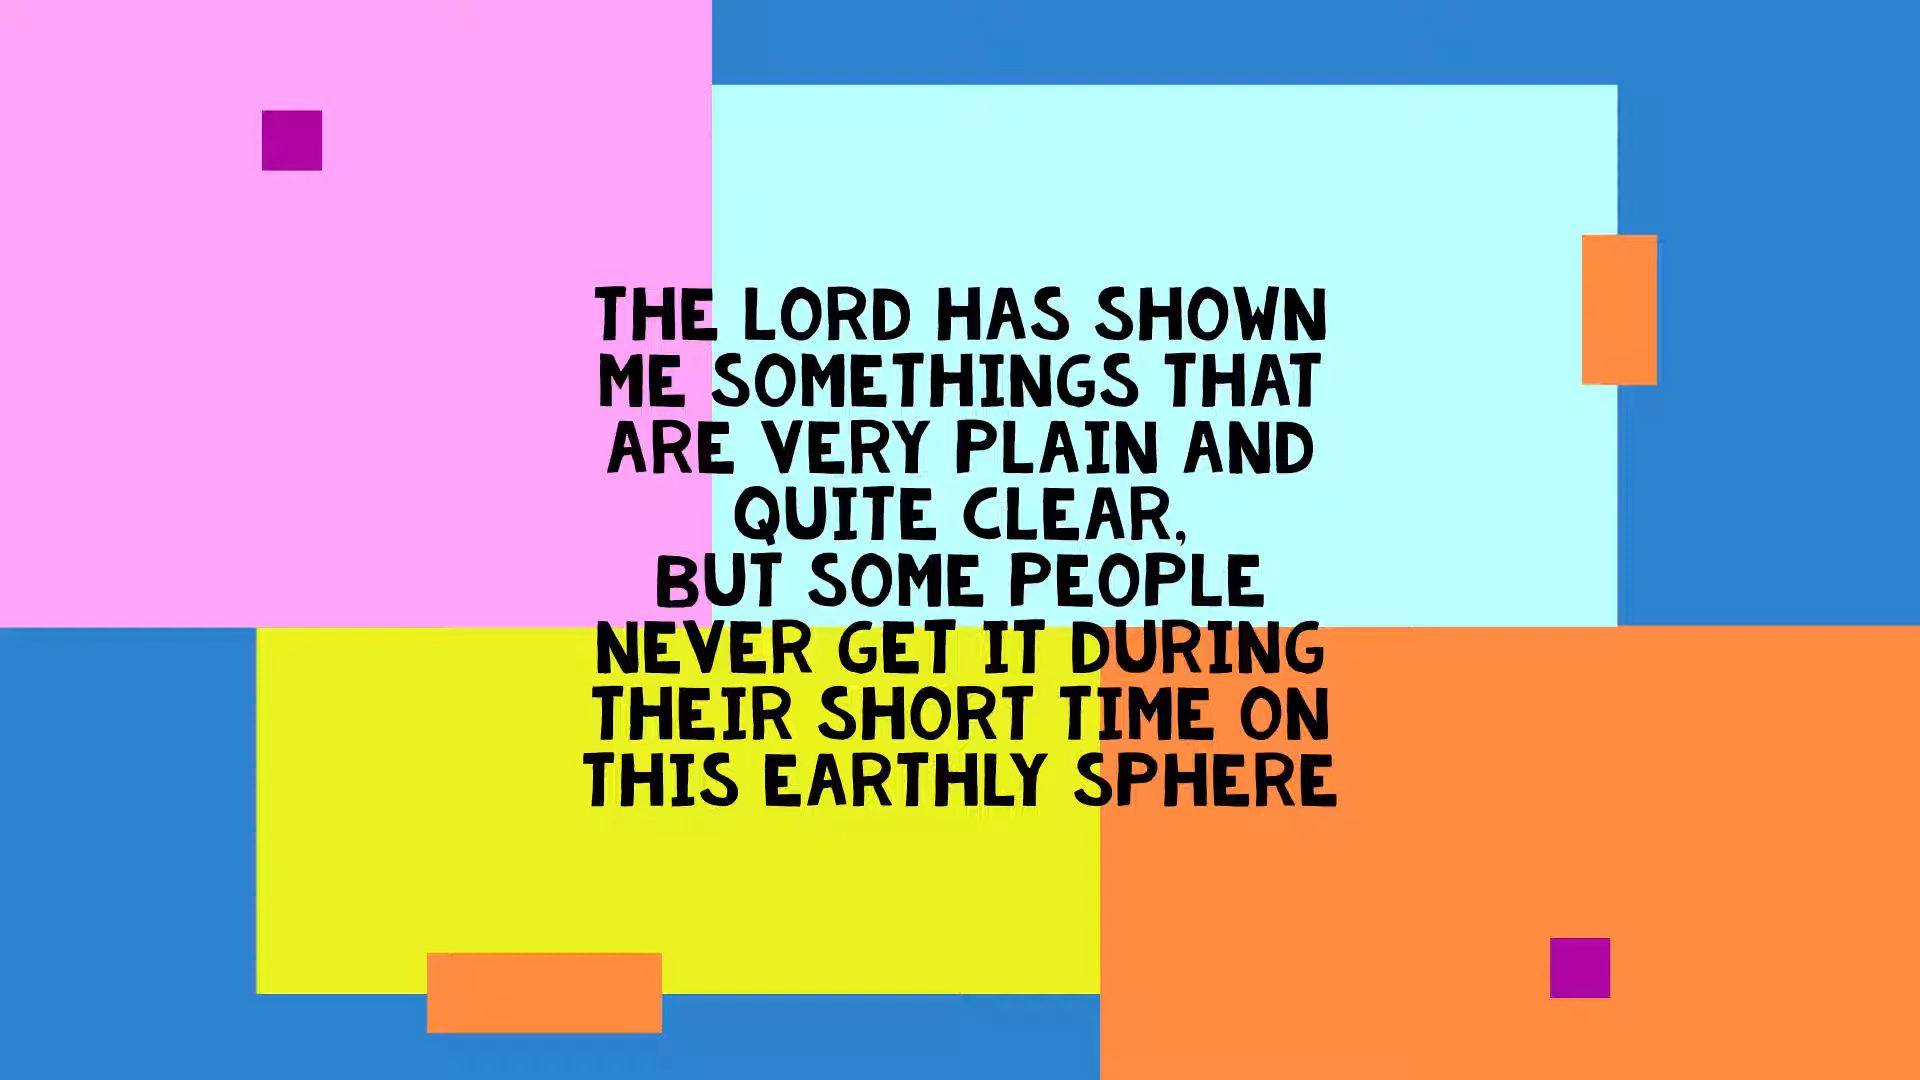 THE LORD HAS SHOWN
ME SOMETHINGS THAT
ARE VERY PLAIN AND
QUITE CLEAR,
BUT SOME PEOPLE
NEVER GET IT DURING
THEIR SHORT TIME ON
THIS EARTHLY SPHERE